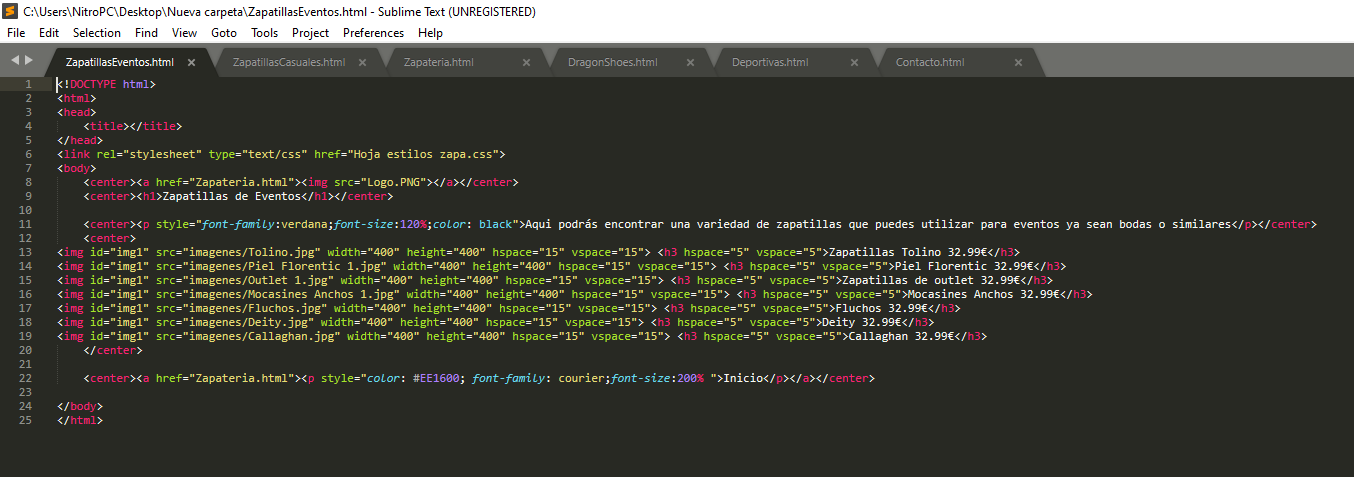 C:\Users\NitroPC\Desktop\Nueva carpeta\ZapatillasEventos.html - Sublime Text (UNREGISTERED)
File Edit Selection Find View Goto Tools Project Preferences Help
ZapatillasEventos.html ZapatillasCasuales.html Zapateria.html DragonShoes.html Deportivas.html Contacto.html
1 <!DOCTYPE html>
2 <html>
3 <head>
4 <title></title>
5 </head>
6 <link rel="stylesheet" type="text/css" href="Hoja estilos zapa.css">
7 <body>
8 <center><a href="Zapateria.html"><img src="Logo.PNG"></a></center>
9 <center><h1>Zapatillas de Eventos</h1></center>
10
11 <center><p style="font-family:verdana;font-size:120%;color: black">Aqui podrás encontrar una variedad de zapatillas que puedes utilizar para eventos ya sean bodas o similares</p></center>
12 <center>
13 <img id="img1" src="imagenes/Tolino.jpg" width="400" height="400" hspace="15" vspace="15"> <h3 hspace="5" vspace="5">Zapatillas Tolino 32.99€</h3>
14 <img id="img1" src="imagenes/Piel Florentic 1.jpg" width="400" height="400" hspace="15" vspace="15"> <h3 hspace="5" vspace="5">Piel Florentic 32.99€</h3>
15 <img id="img1" src="imagenes/Outlet 1.jpg" width="400" height="400" hspace="15" vspace="15"> <h3 hspace="5" vspace="5">Zapatillas de outlet 32.99€</h3>
16 <img id="img1" src="imagenes/Mocasines Anchos 1.jpg" width="400" height="400" hspace="15" vspace="15"> <h3 hspace="5" vspace="5">Mocasines Anchos 32.99€</h3>
17 <img id="img1" src="imagenes/Fluchos.jpg" width="400" height="400" hspace="15" vspace="15"> <h3 hspace="5" vspace="5">Fluchos 32.99€</h3>
18 <img id="img1" src="imagenes/Deity.jpg" width="400" height="400" hspace="15" vspace="15"> <h3 hspace="5" vspace="5">Deity 32.99€</h3>
19 <img id="img1" src="imagenes/Callaghan.jpg" width="400" height="400" hspace="15" vspace="15"> <h3 hspace="5" vspace="5">Callaghan 32.99€</h3>
20 </center>
21
22 <center><a href="Zapateria.html"><p style="color: #EE1600; font-family: courier;font-size:200% ">Inicio</p></a></center>
23
24 </body>
25 </html>